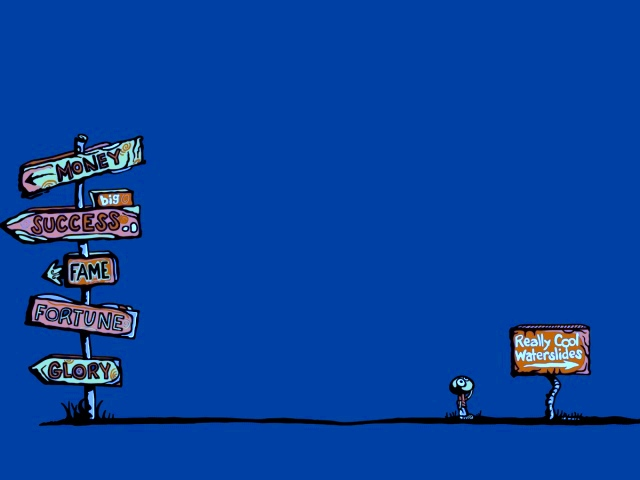 MONEY
big
SUCCESS
FAME
FORTUNE
GLORY
Really Cool
Waterslides